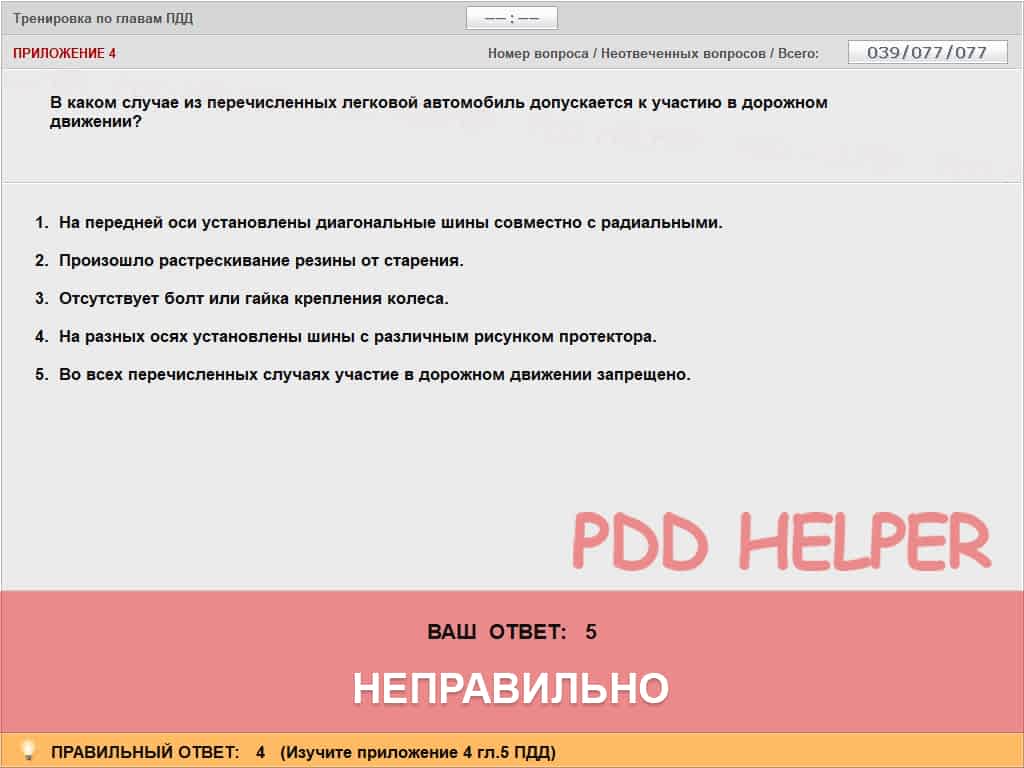 Тренировка по главам ПДД
—— : ——
ПРИЛОЖЕНИЕ 4
Номер вопроса / Неотвеченных вопросов / Всего:
039/077/077
В каком случае из перечисленных легковой автомобиль допускается к участию в дорожном
движении?
1. На передней оси установлены диагональные шины совместно с радиальными.
2. Произошло растрескивание резины от старения.
3. Отсутствует болт или гайка крепления колеса.
4. На разных осях установлены шины с различным рисунком протектора.
5. Во всех перечисленных случаях участие в дорожном движении запрещено.
PDD HELPER
ВАШ ОТВЕТ: 5
НЕПРАВИЛЬНО
ПРАВИЛЬНЫЙ ОТВЕТ: 4 (Изучите приложение 4 гл.5 ПДД)